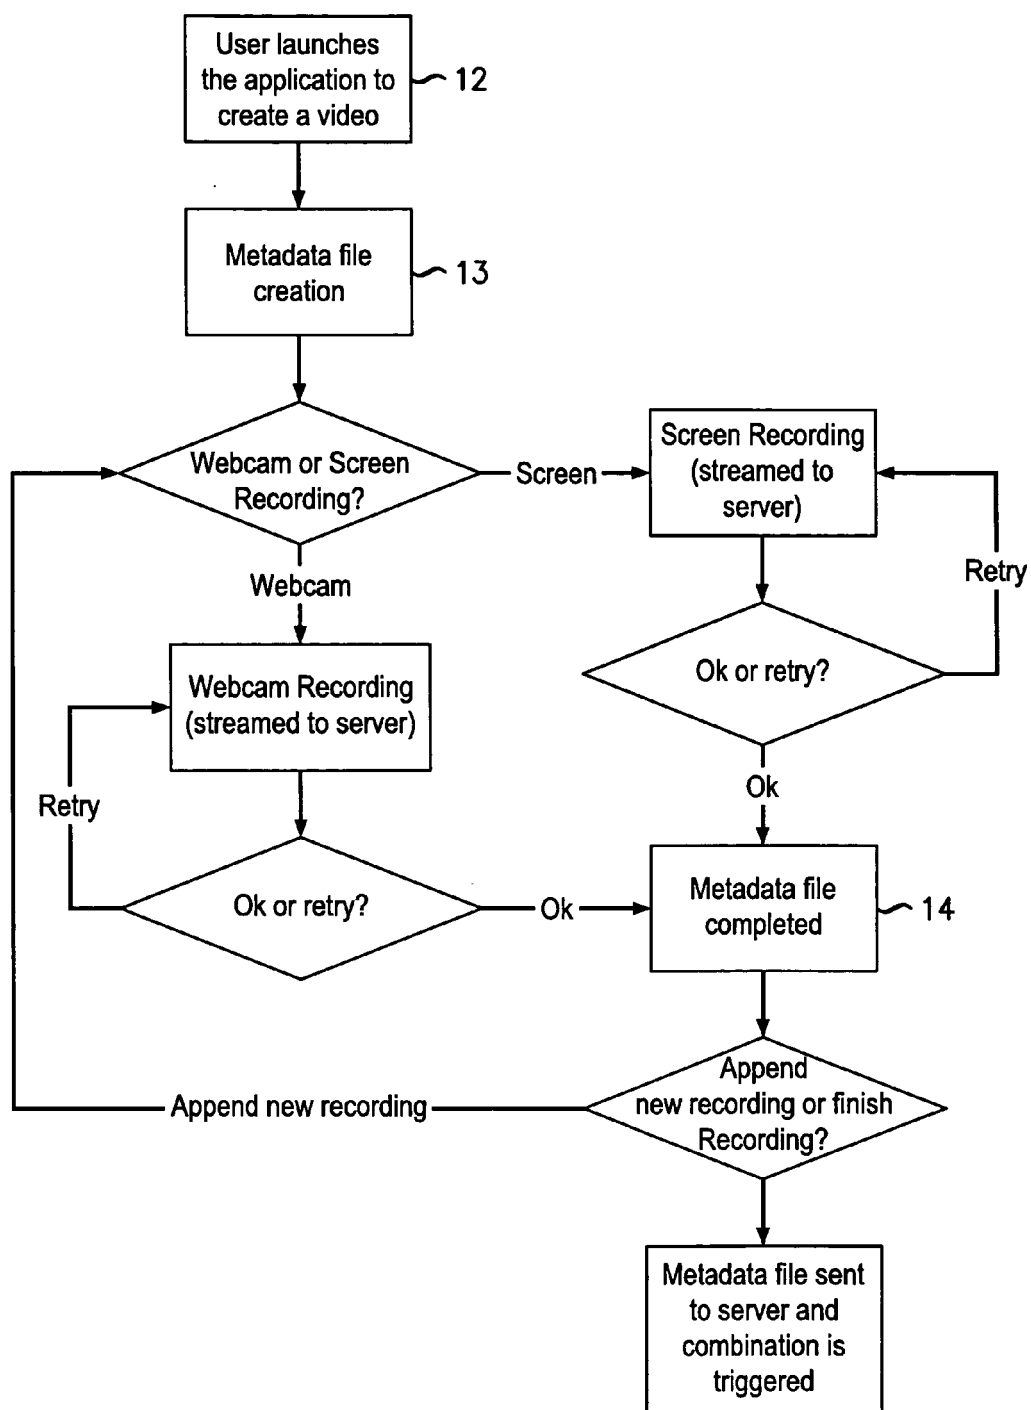 User launches
the application to
create a video
12
Metadada file
creation
13
Webcam or Screen
Recording?
Screen
Screen Recording
(streamed to
server)
Retry
Webcam
Ok or retry?
Webcam Recording
(streamed to server)
Retry
Ok
Ok or retry?
Ok
Metadada file
completed
14
Append
new recording or finish
Recording?
Append new recording
Metadada file sent
to server and
combination is
triggered